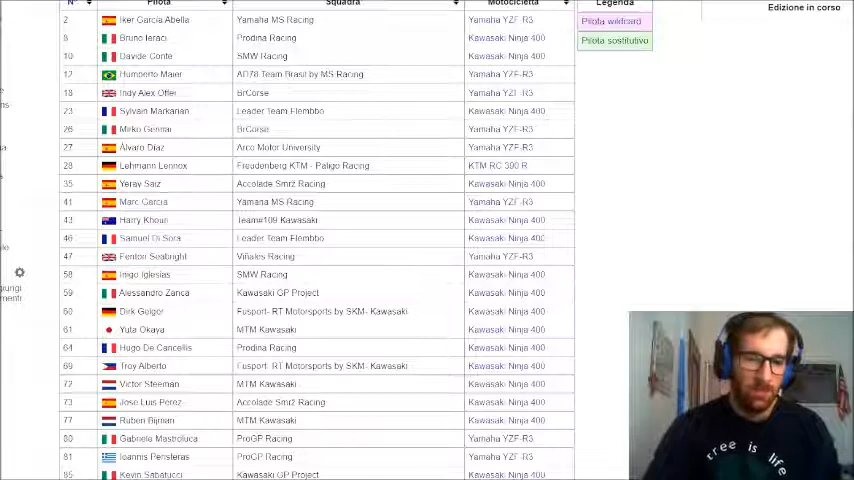 N° Pilota Squadra Motocicletta Legenda Edizione in corso
2 Iker García Abella Yamaha MS Racing Yamaha YZF-R3 Pilota wildcard
8 Bruno Ieraci Prodina Racing Kawasaki Ninja 400 Pilota sostitutivo
10 Davide Conte SMW Racing Kawasaki Ninja 400
12 Humberto Maier AD78 Team Brasil by MS Racing Yamaha YZF-R3
18 Indy Alex Offer BrCorse Yamaha YZF-R3
23 Sylvain Markarian Leader Team Flembbo Kawasaki Ninja 400
26 Mirko Gennai BrCorse Yamaha YZF-R3
27 Álvaro Díaz Arco Motor University Yamaha YZF-R3
28 Lehmann Lennox Freudenberg KTM - Paligo Racing KTM RC 390 R
35 Yeray Saiz Accolade Smrž Racing Kawasaki Ninja 400
41 Marc García Yamaha MS Racing Yamaha YZF-R3
43 Harry Khouri Team#109 Kawasaki Kawasaki Ninja 400
46 Samuel Di Sora Leader Team Flembbo Kawasaki Ninja 400
47 Fenton Seabright Viñales Racing Yamaha YZF-R3
58 Iñigo Iglesias SMW Racing Kawasaki Ninja 400
59 Alessandro Zanca Kawasaki GP Project Kawasaki Ninja 400
60 Dirk Geiger Fusport- RT Motorsports by SKM- Kawasaki Kawasaki Ninja 400
61 Yuta Okaya MTM Kawasaki Kawasaki Ninja 400
64 Hugo De Cancellis Prodina Racing Kawasaki Ninja 400
69 Troy Alberto Fusport- RT Motorsports by SKM- Kawasaki Kawasaki Ninja 400
72 Victor Steeman MTM Kawasaki Kawasaki Ninja 400
73 Jose Luis Perez Accolade Smrž Racing Kawasaki Ninja 400
77 Ruben Bijman MTM Kawasaki Kawasaki Ninja 400
80 Gabriele Mastroluca ProGP Racing Yamaha YZF-R3
81 Ioannis Peristeras ProGP Racing Yamaha YZF-R3
85 Kevin Sabatucci Kawasaki GP Project Kawasaki Ninja 400
Tree is life